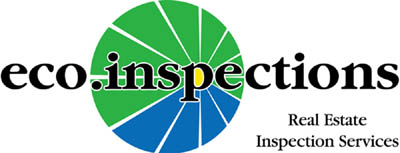 eco.inspections
Real Estate
Inspection Services